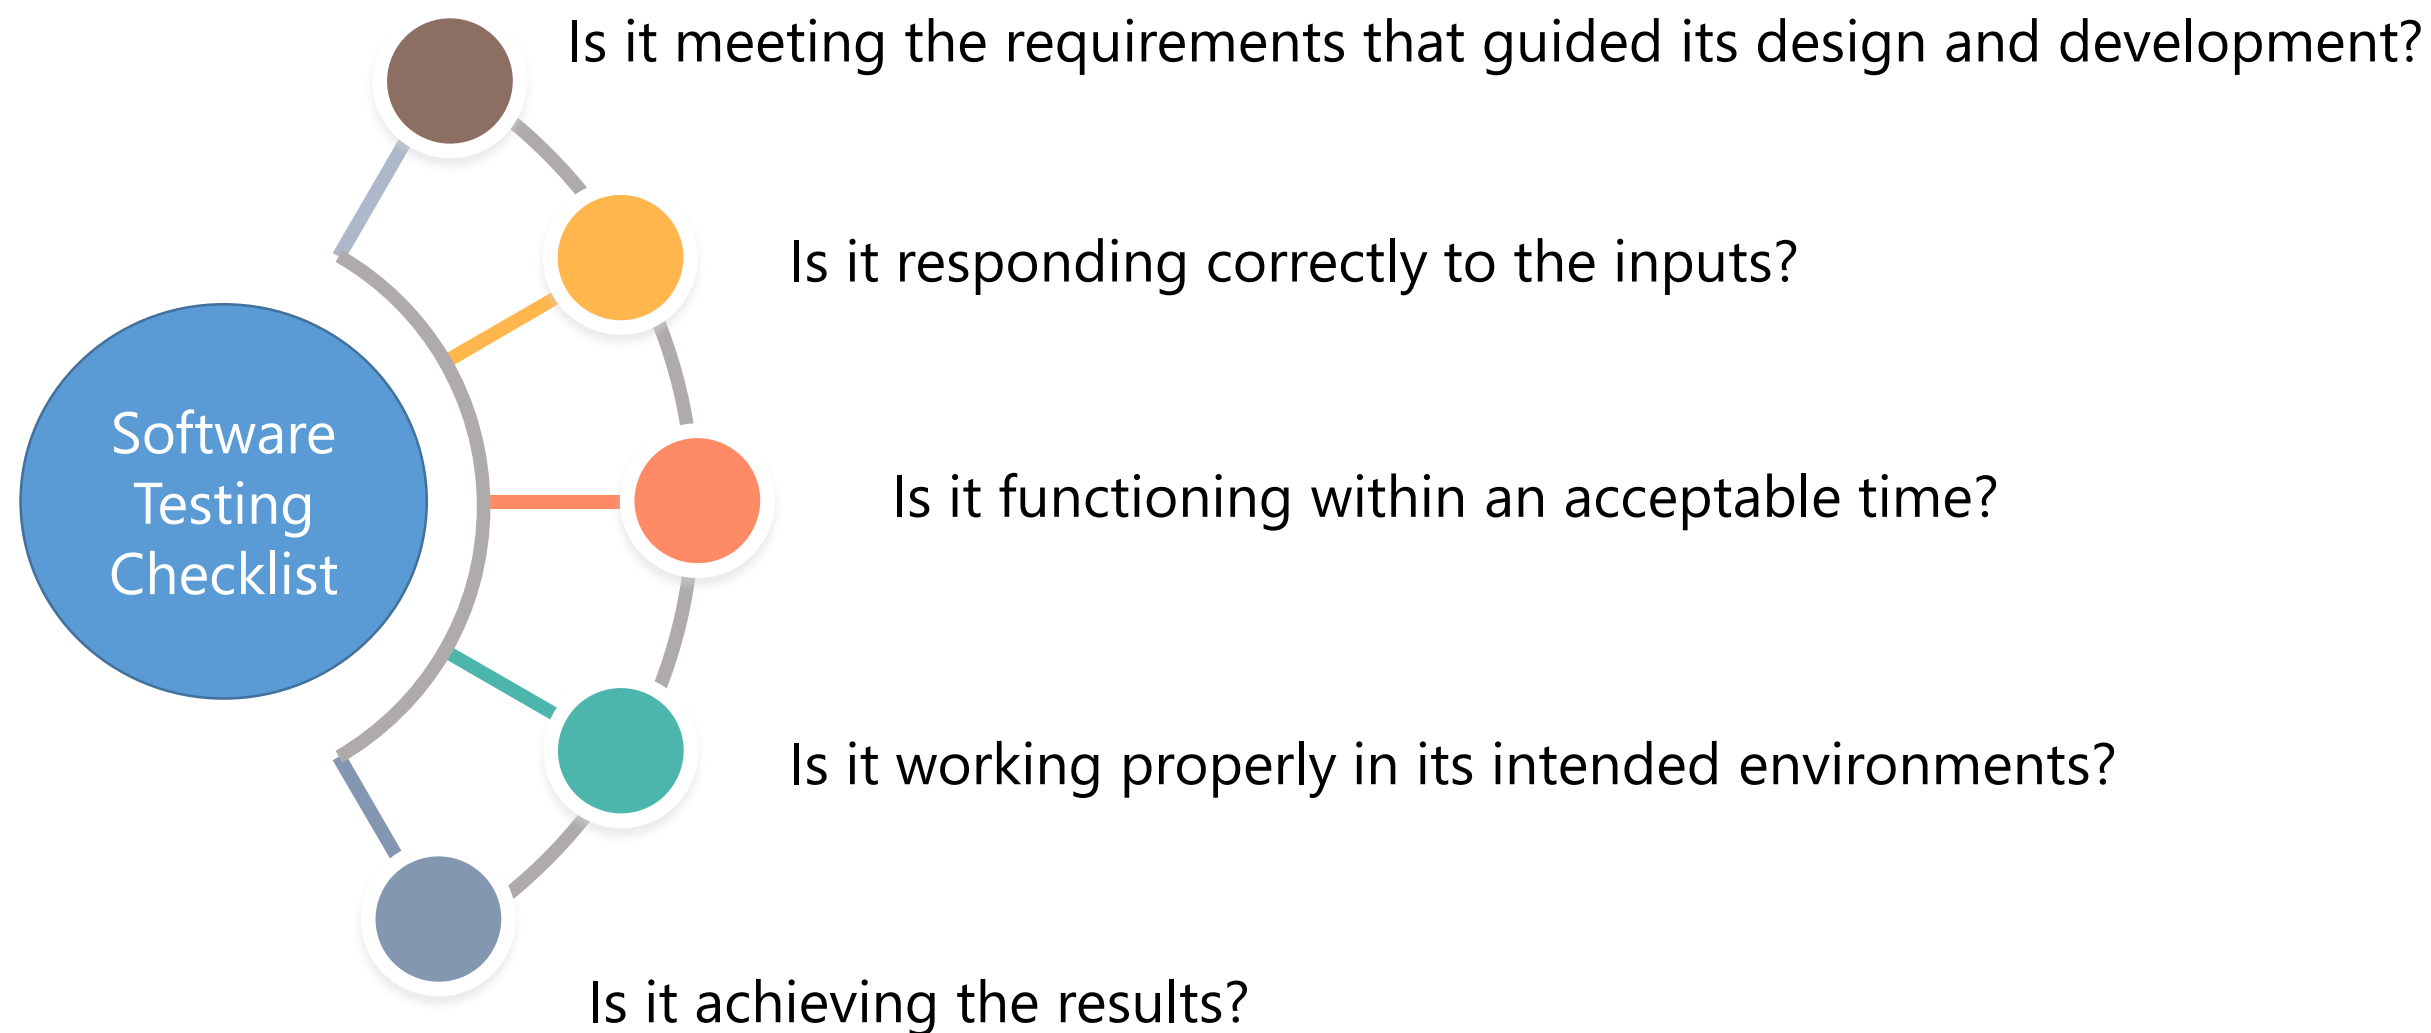 Is it meeting the requirements that guided its design and development?
Is it responding correctly to the inputs?
Software
Testing
Checklist
Is it functioning within an acceptable time?
Is it working properly in its intended environments?
Is it achieving the results?